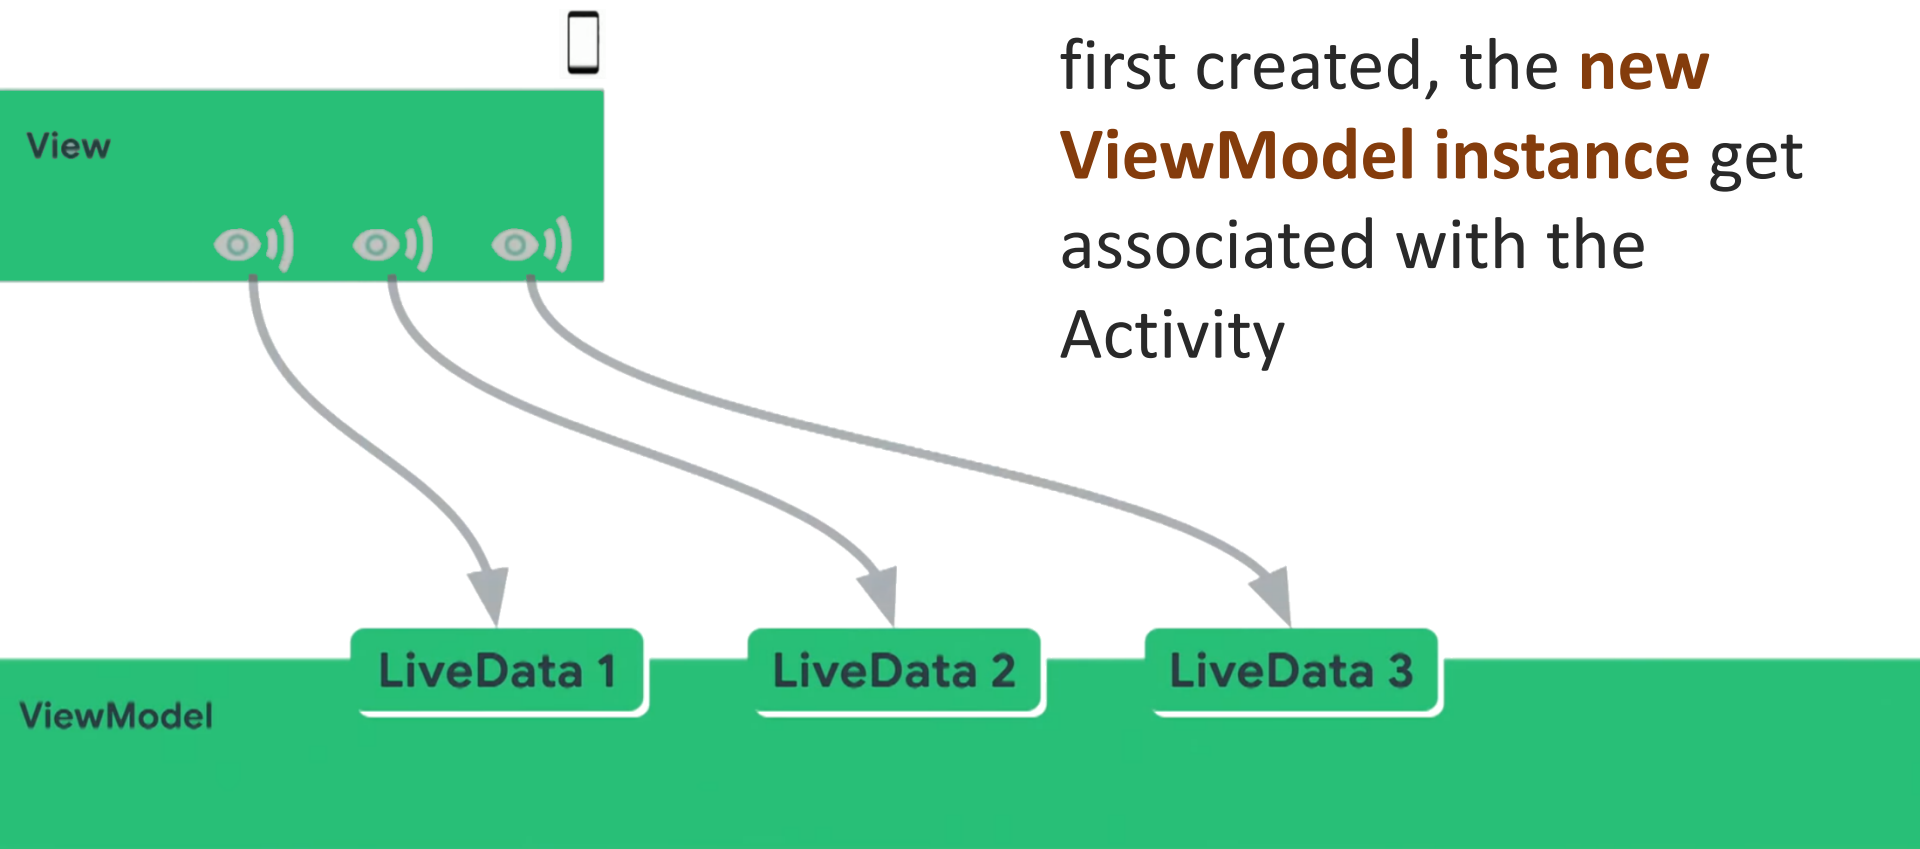 first created, the new
ViewModel instance get
associated with the
Activity
View
LiveData 1
LiveData 2
LiveData 3
ViewModel